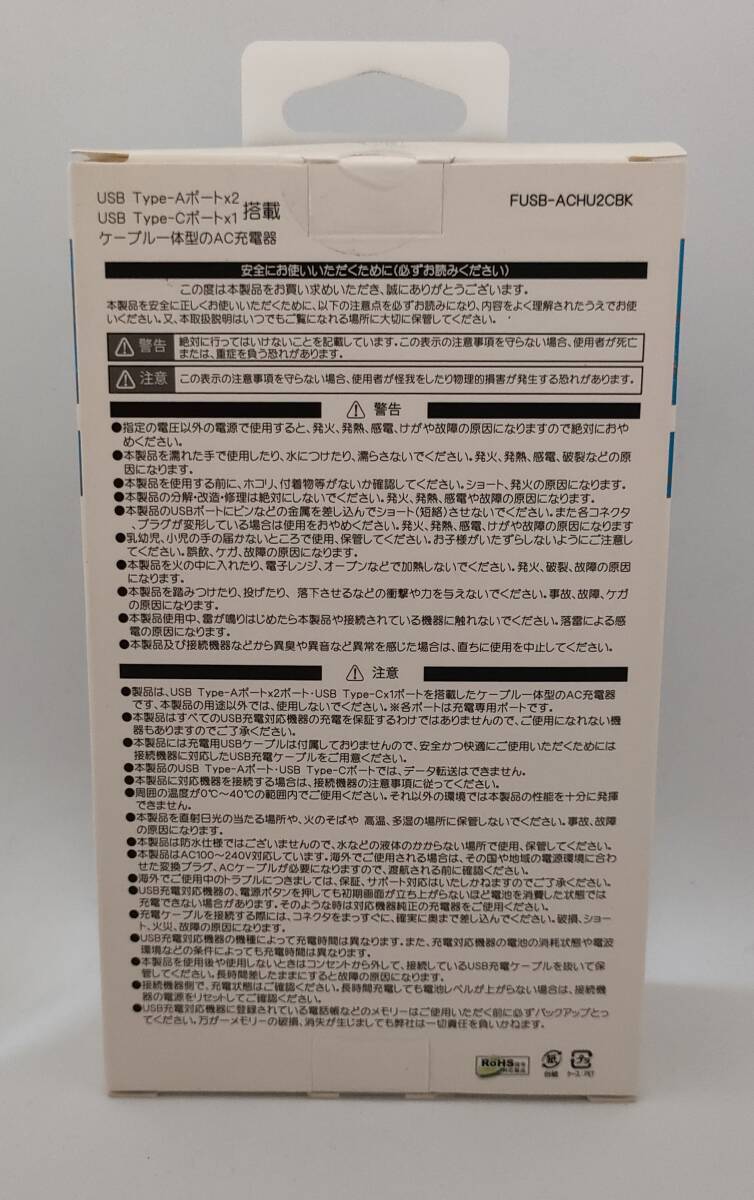 USB Type-Aポートx2
USB Type-Cポートx1 搭載
ケーブル一体型のAC充電器
FUSB-ACHU2CBK
安全にお使いいただくために(必ずお読みください)
この度は本製品をお買い求めいただき、誠にありがとうございます。
本製品を安全に正しくお使いいただくために、以下の注意点を必ずお読みになり、内容をよく理解されたうえでお使
いください。又、本取扱説明はいつでもご覧になれる場所に大切に保管してください。
警告 絶対に行ってはいけないことを記載しています。この表示の注意事項を守らない場合、使用者が死亡
または、重症を負う恐れがあります。
注意 この表示の注意事項を守らない場合、使用者が怪我をしたり物理的損害が発生する恐れがあります。
警告
●指定の電圧以外の電源で使用すると、発火、発熱、感電、けがや故障の原因になりますので絶対におや
めください。
●本製品を濡れた手で使用したり、水につけたり、濡らさないでください。発火、発熱、感電、破裂などの原
因になります。
●本製品を使用する前に、ホコリ、付着物等がないか確認してください。ショート、発火の原因になります。
●本製品の分解・改造・修理は絶対にしないでください。発火、発熱、感電や故障の原因になります。
●本製品のUSBポートにピンなどの金属を差し込んでショート(短絡)させないでください。また各コネクタ
、プラグが変形している場合は使用をおやめください。発火、発熱、感電、けがや故障の原因になります
●乳幼児、小児の手の届かないところで使用、保管してください。お子様がいたずらしないようにご注意し
てください。誤飲、ケガ、故障の原因になります。
●本製品を火の中に入れたり、電子レンジ、オーブンなどで加熱しないでください。発火、破裂、故障の原因
になります。
●本製品を踏みつけたり、投げたり、落下させるなどの衝撃や力を与えないでください。事故、故障、ケガ
の原因になります。
●本製品使用中、雷が鳴りはじめたら本製品や接続されている機器に触れないでください。落雷による感
電の原因になります。
●本製品及び接続機器などから異臭や異音など異常を感じた場合は、直ちに使用を中止してください。
注意
●製品は、USB Type-Aポートx2ポート・USB Type-Cx1ポートを搭載したケーブル一体型のAC充電器
です、本製品の用途以外では、使用しないでください。※各ポートは充電専用ポートです。
●本製品はすべてのUSB充電対応機器の充電を保証するわけではありませんので、ご使用になれない機
器もありますのでご了承ください。
●本製品には充電用USBケーブルは付属しておりませんので、安全かつ快適にご使用いただくためには
接続機器に対応したUSB充電ケーブルをご用意ください。
●本製品のUSB Type-Aポート・USB Type-Cポートでは、データ転送はできません。
●本製品に対応機器を接続する場合は、機器の注意事項に従ってください。
●周囲の温度が0℃～40℃の範囲内でご使用ください。それ以外の環境では本製品の性能を十分に発揮
できません。
●本製品を直射日光の当たる場所や、火のそばや 高温、多湿の場所に保管しないでください。事故、故障
の原因になります。
●本製品は防水仕様ではございませんので、水などの液体のかからない場所で使用、保管してください。
●本製品はAC100～240V対応しています。海外でご使用される場合は、その国や地域の電源環境に合わ
せた変換プラグ、ACケーブルが必要になりますので、渡航される前に確認ください。
●海外でご使用中のトラブルにつきましては、保証、サポート対応はいたしかねますのでご了承ください。
●USB充電対応機器の、電源ボタンを押しても初期画面が立ち上がらないほど電池を消費した状態では
充電できない場合があります。そのような時は対応機器純正の充電器をご使用ください。
●充電ケーブルを接続する際には、コネクタをまっすぐに、確実に奥まで差し込んでください。破損、ショー
ト、火災、故障の原因になります。
●USB充電対応機器の機種によって充電時間は異なります。また、充電対応機器の電池の消耗状態や電波
環境などの条件によっても充電時間は異なります。
●本製品を使用後や使用しないときはコンセントから外して、接続しているUSB充電ケーブルを抜いて保
管してください。長時間差したままにすると故障の原因になります。
●接続機器側で、充電状態はご確認ください。長時間充電しても電池レベルが上がらない場合は、接続機
器の電源をリセットしてご確認ください。
●USB充電対応機器に登録されている電話帳などのメモリーはご使用いただく前に必ずバックアップとっ
てください。万が一メモリーの破損、消失が生じましても弊社は一切責任を負いかねます。
RoHS
紙
台紙
プラ
ケース:PET